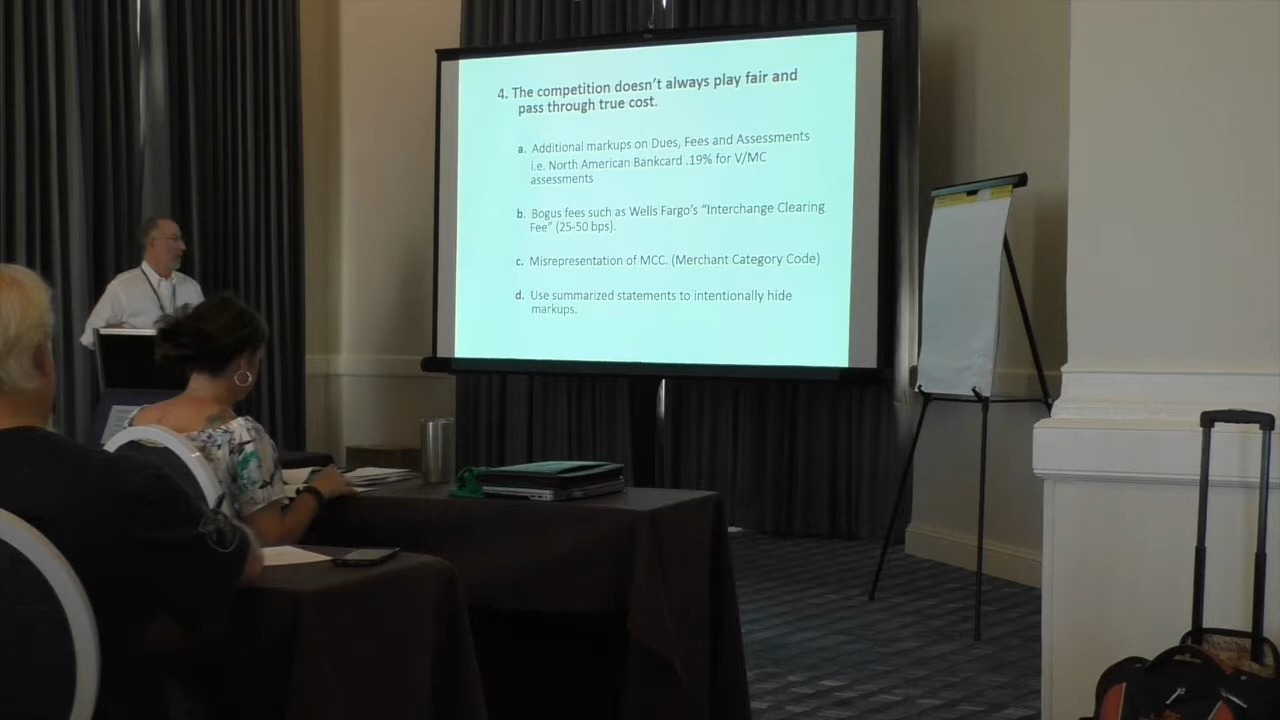 4. The competition doesn't always play fair and
pass through true cost.
a. Additional markups on Dues, Fees and Assessments
i.e. North American Bankcard .19% for V/MC
assessments
b. Bogus fees such as Wells Fargo's "Interchange Clearing
Fee" (25-50 bps).
c. Misrepresentation of MCC. (Merchant Category Code)
d. Use summarized statements to intentionally hide
markups.